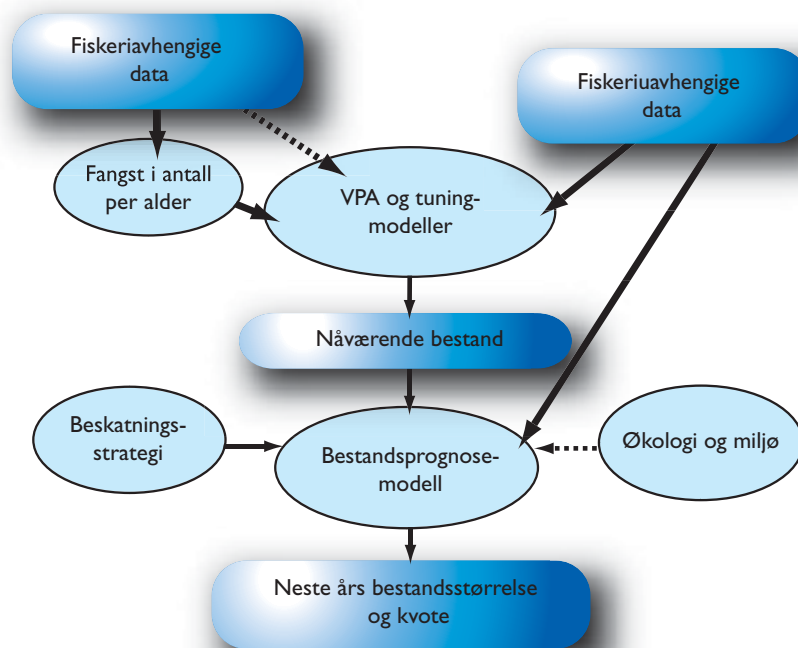 Fiskeriavhengige
data
Fiskeriuavhengige
data
Fangst i antall
per alder
VPA og tuning-
modeller
Nåværende bestand
Beskatnings-
strategi
Bestandsprognose-
modell
Økologi og miljø
Neste års bestandsstørrelse
og kvote